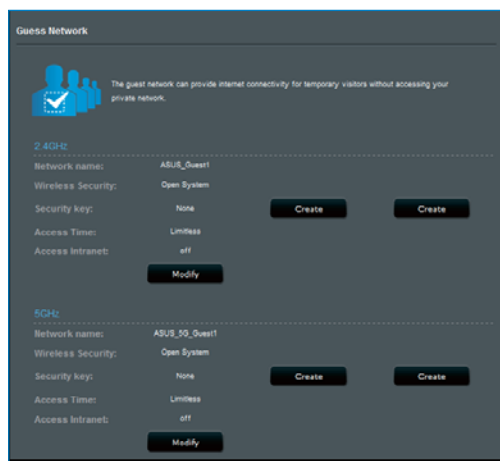 Guess Network
The guest network can provide internet connectivity for temporary visitors without accessing your
private network.
2.4GHz
Network name: ASUS_Guest1
Wireless Security: Open System
Security key: None Create Create
Access Time: Limitless
Access Intranet: off
Modify
5GHz
Network name: ASUS_5G_Guest1
Wireless Security: Open System
Security key: None Create Create
Access Time: Limitless
Access Intranet: off
Modify